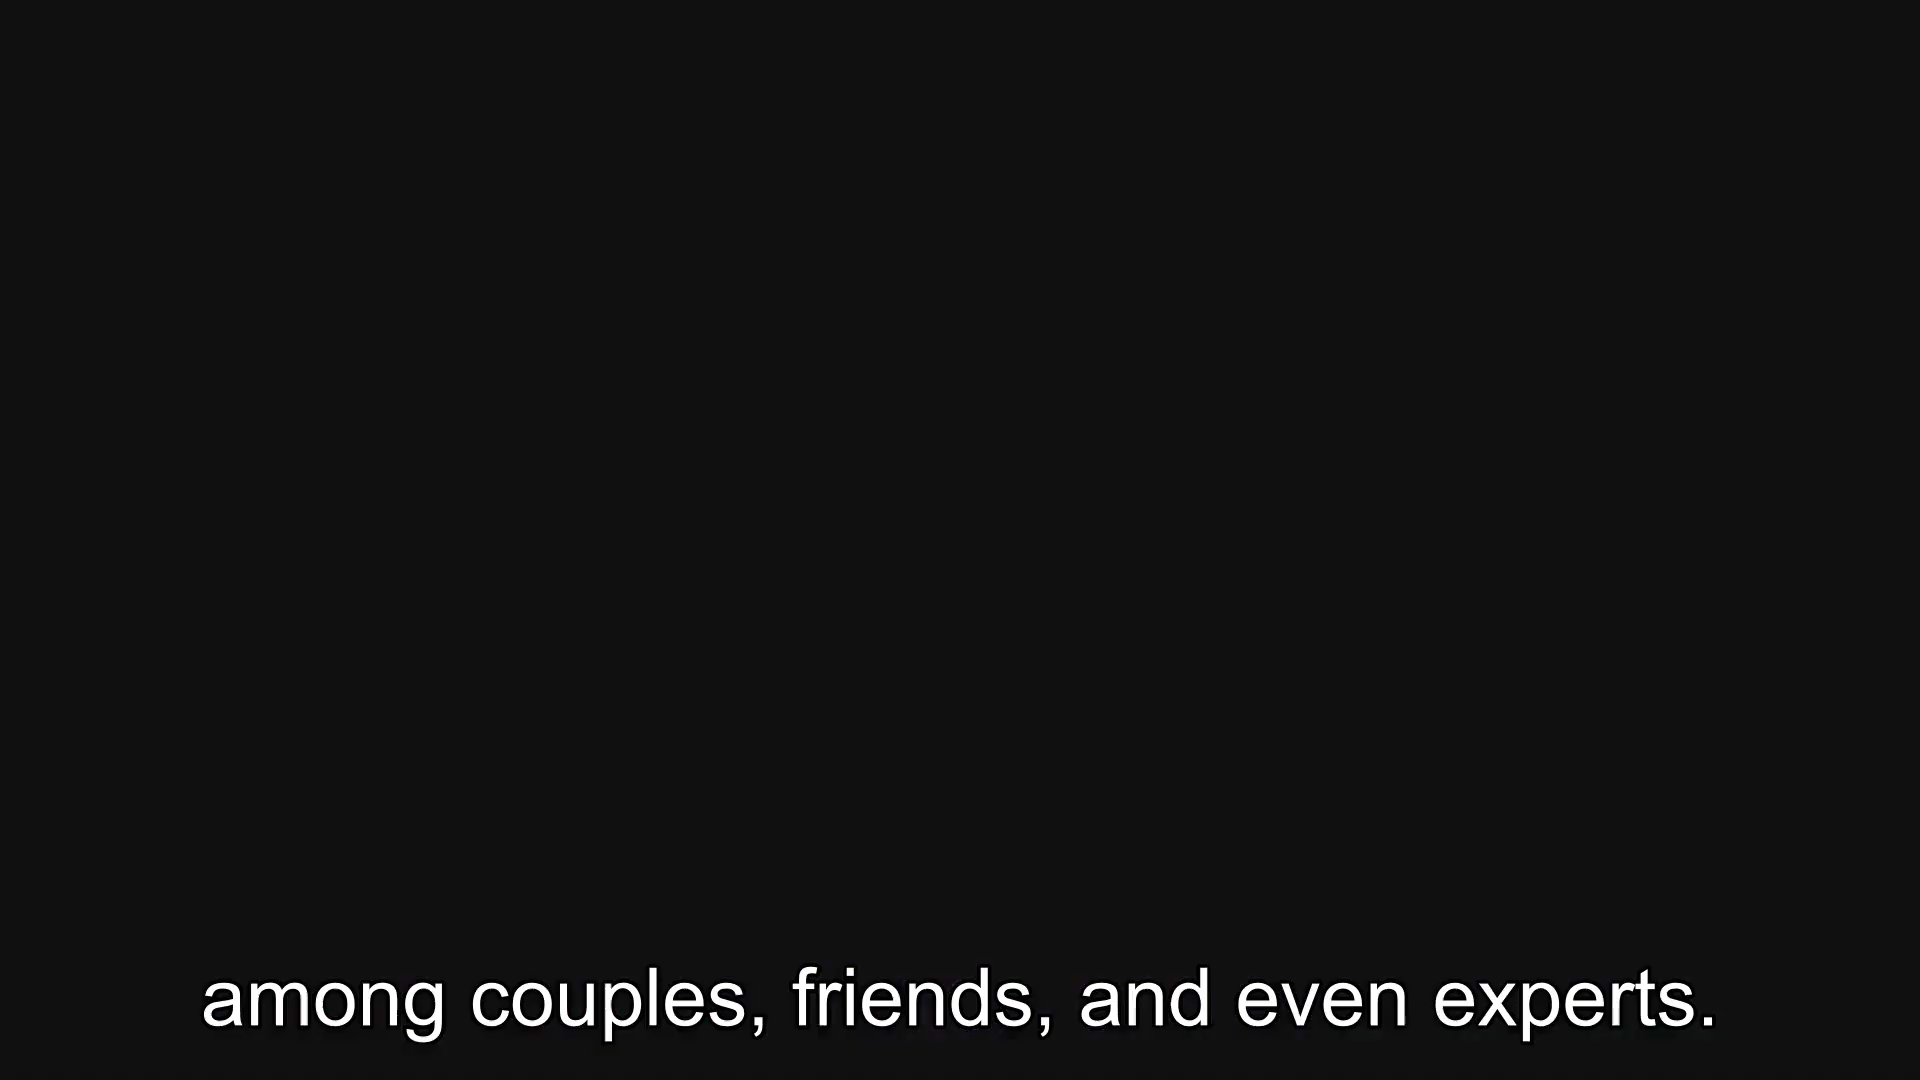 among couples, friends, and even experts.